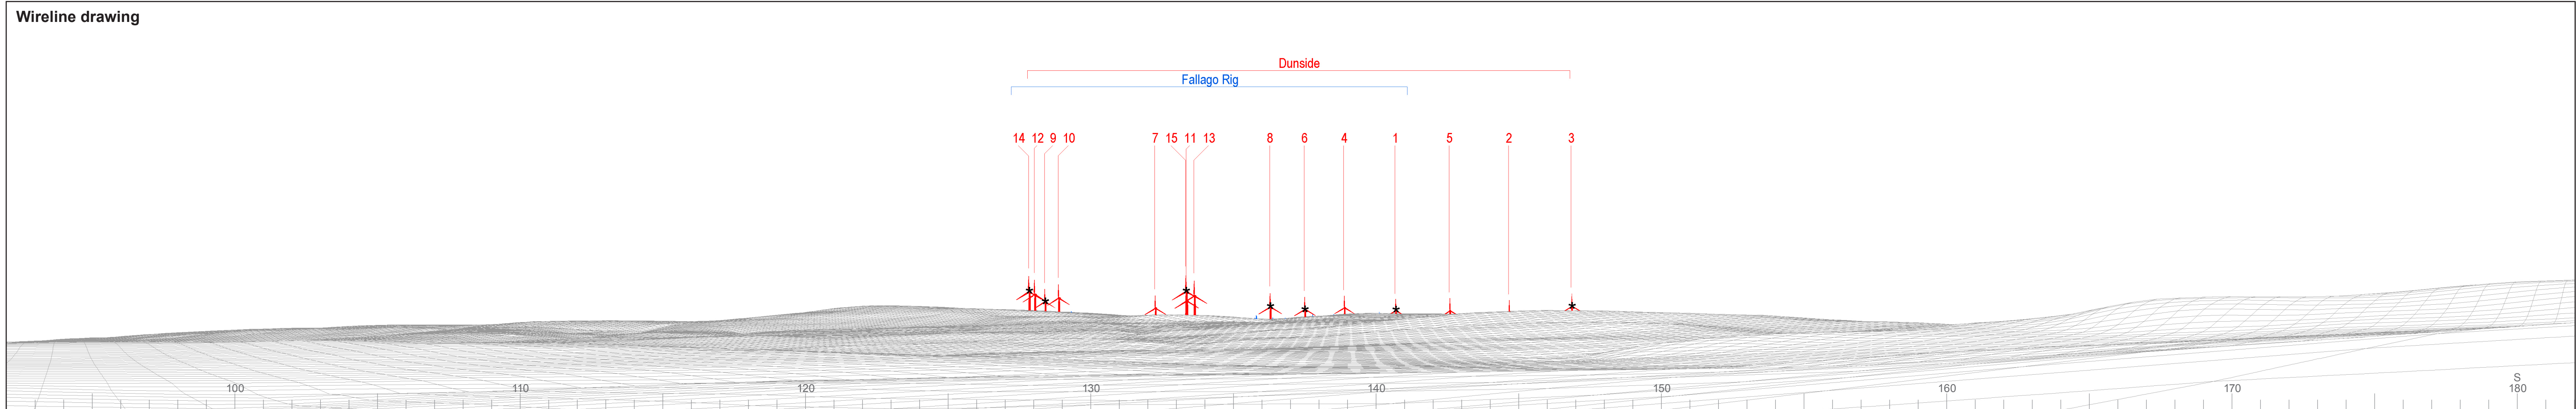 Wireline drawing
Dunside
Fallago Rig
14 12 9 10 7 15 11 13 8 6 4 1 5 2 3
S
100 110 120 130 140 150 160 170 180